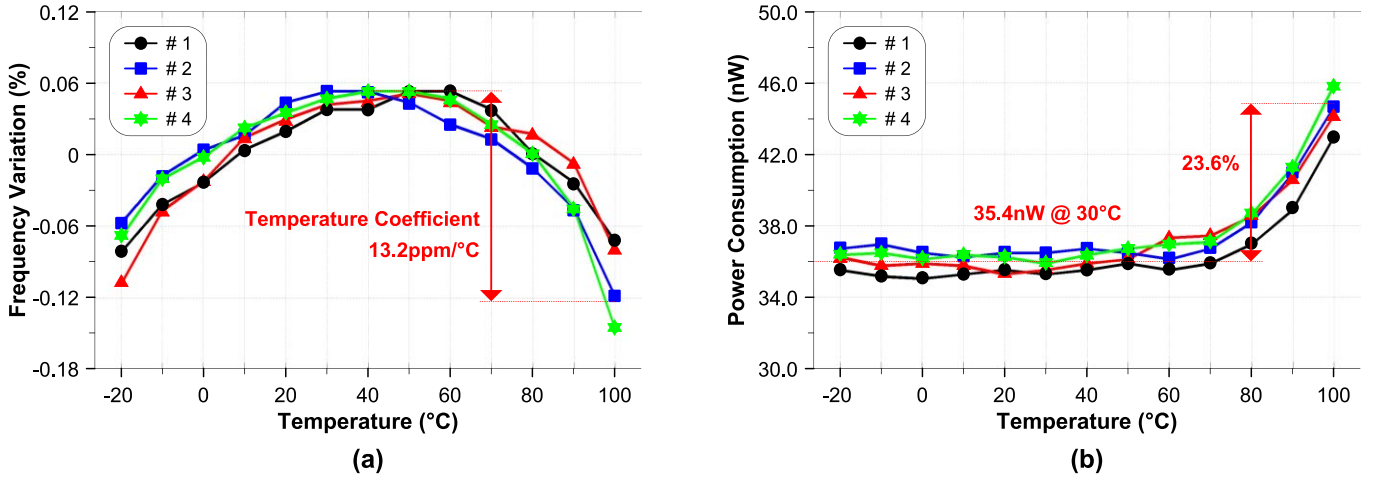 Frequency Variation (%)
0.12
0.06
0
-0.06
-0.12
-0.18
# 1
# 2
# 3
# 4
Temperature Coefficient
13.2ppm/°C
-20 0 20 40 60 80 100
Temperature (°C)
(a)
Power Consumption (nW)
50.0
46.0
42.0
38.0
34.0
30.0
# 1
# 2
# 3
# 4
23.6%
35.4nW @ 30°C
-20 0 20 40 60 80 100
Temperature (°C)
(b)